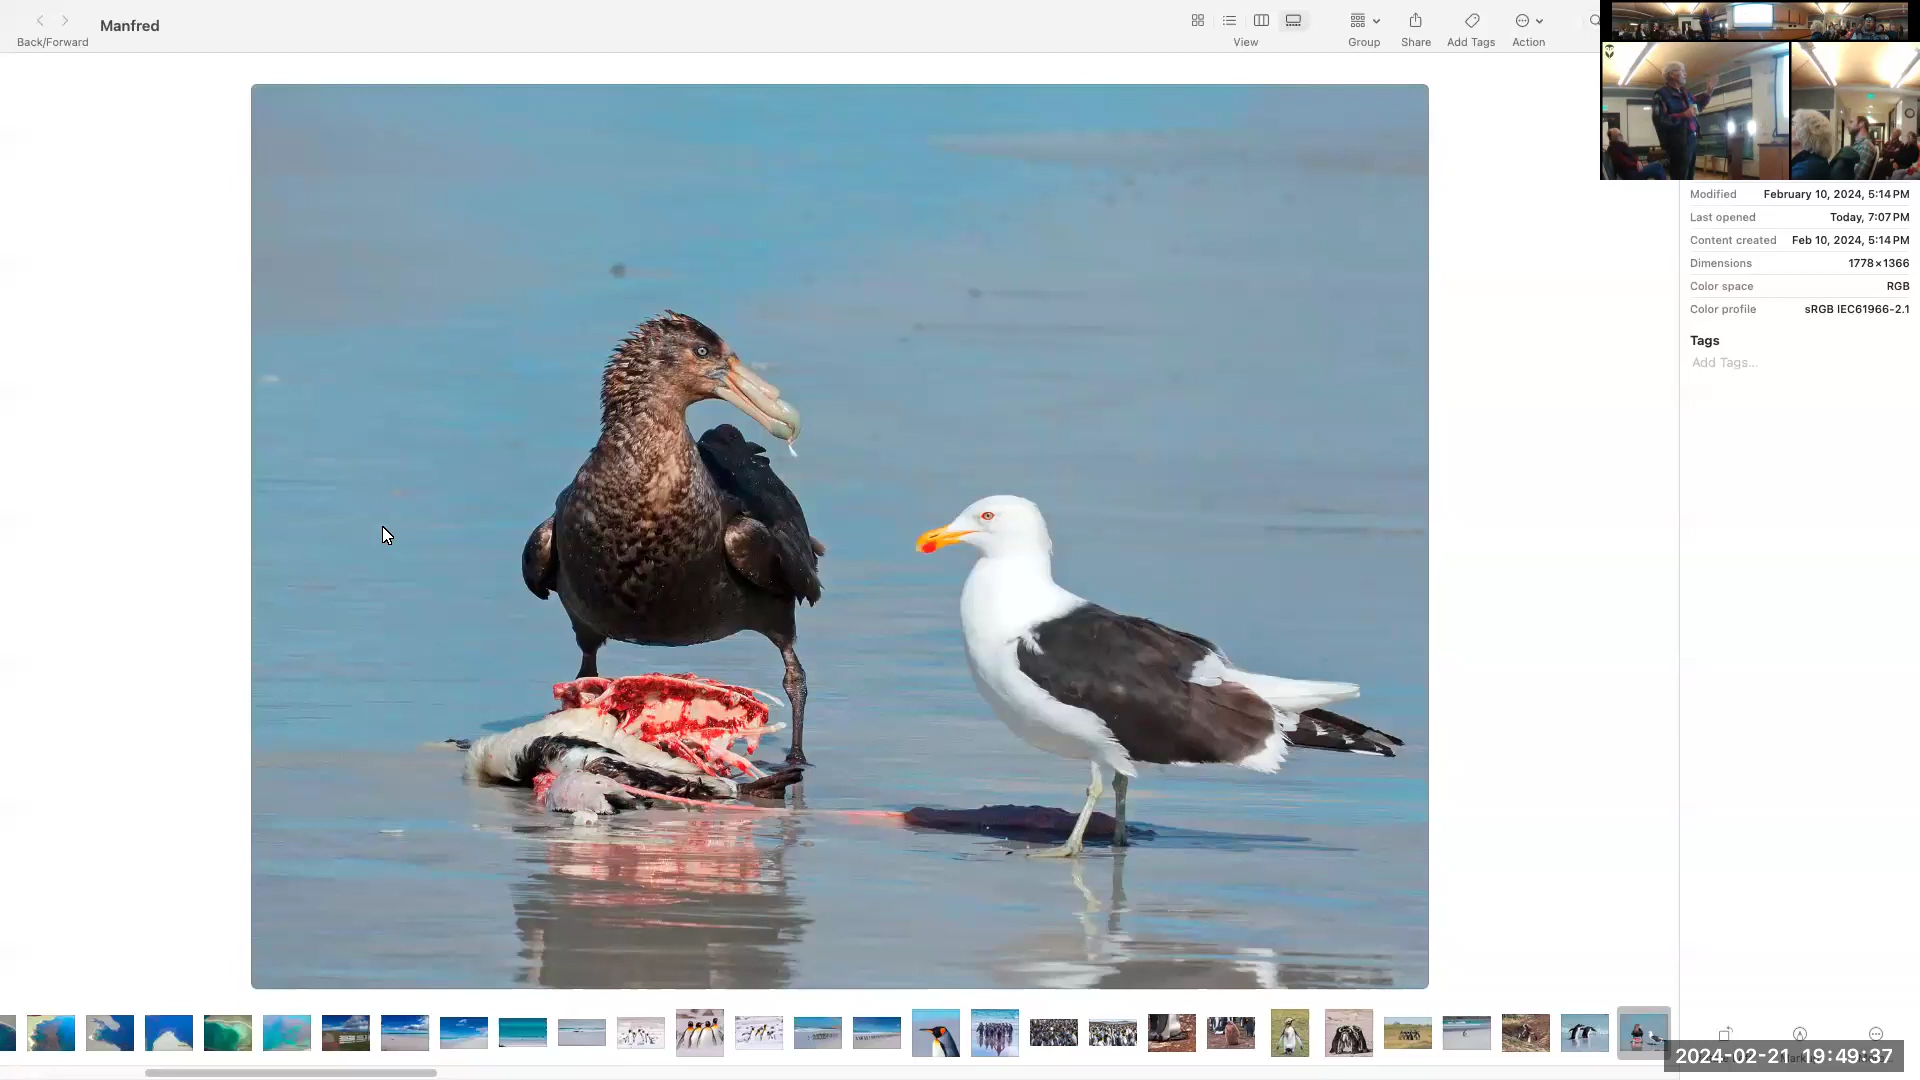 Manfred
Back/Forward
View
Group
Share
Add Tags
Action
Modified February 10, 2024, 5:14 PM
Last opened Today, 7:07 PM
Content created Feb 10, 2024, 5:14 PM
Dimensions 1778×1366
Color space RGB
Color profile sRGB IEC61966-2.1
Tags
Add Tags...
2024-02-21 19:49:37